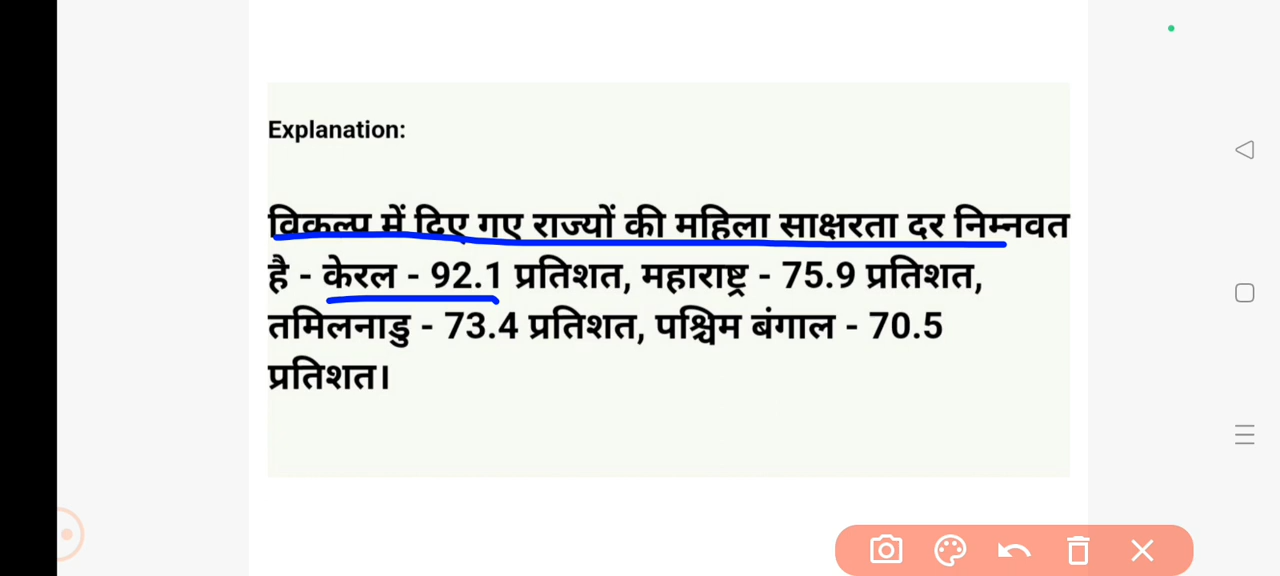 Explanation:
विकल्प में दिए गए राज्यों की महिला साक्षरता दर निम्नवत
है - केरल - 92.1 प्रतिशत, महाराष्ट्र - 75.9 प्रतिशत,
तमिलनाडु - 73.4 प्रतिशत, पश्चिम बंगाल - 70.5
प्रतिशत।